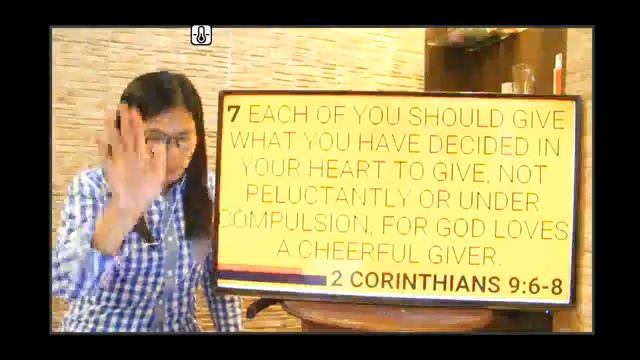 7 EACH OF YOU SHOULD GIVE
WHAT YOU HAVE DECIDED IN
YOUR HEART TO GIVE, NOT
PELUCTANTLY OR UNDER
COMPULSION, FOR GOD LOVES
A CHEERFUL GIVER.
2 CORINTHIANS 9:6-8